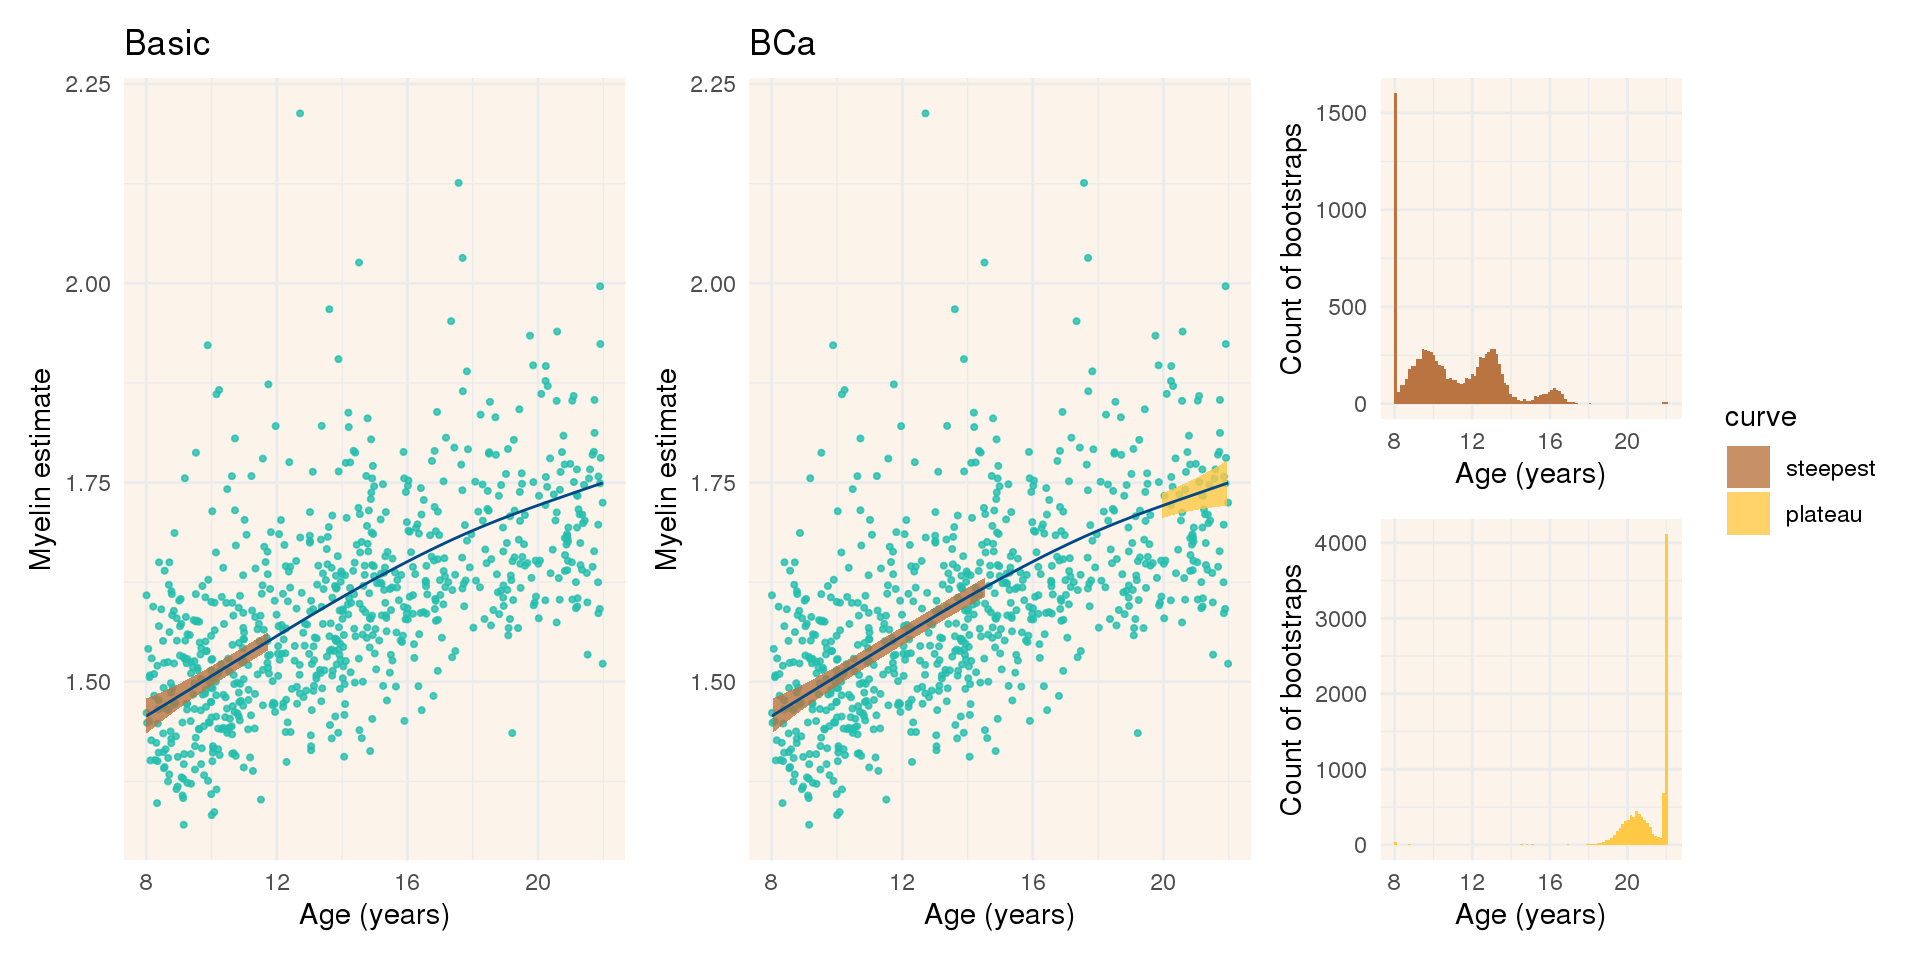 Basic
2.25
2.00
1.75
1.50
Myelin estimate
8 12 16 20
Age (years)
BCa
2.25
2.00
1.75
1.50
Myelin estimate
8 12 16 20
Age (years)
1500
1000
500
0
Count of bootstraps
8 12 16 20
Age (years)
4000
3000
2000
1000
0
Count of bootstraps
8 12 16 20
Age (years)
curve
steepest
plateau